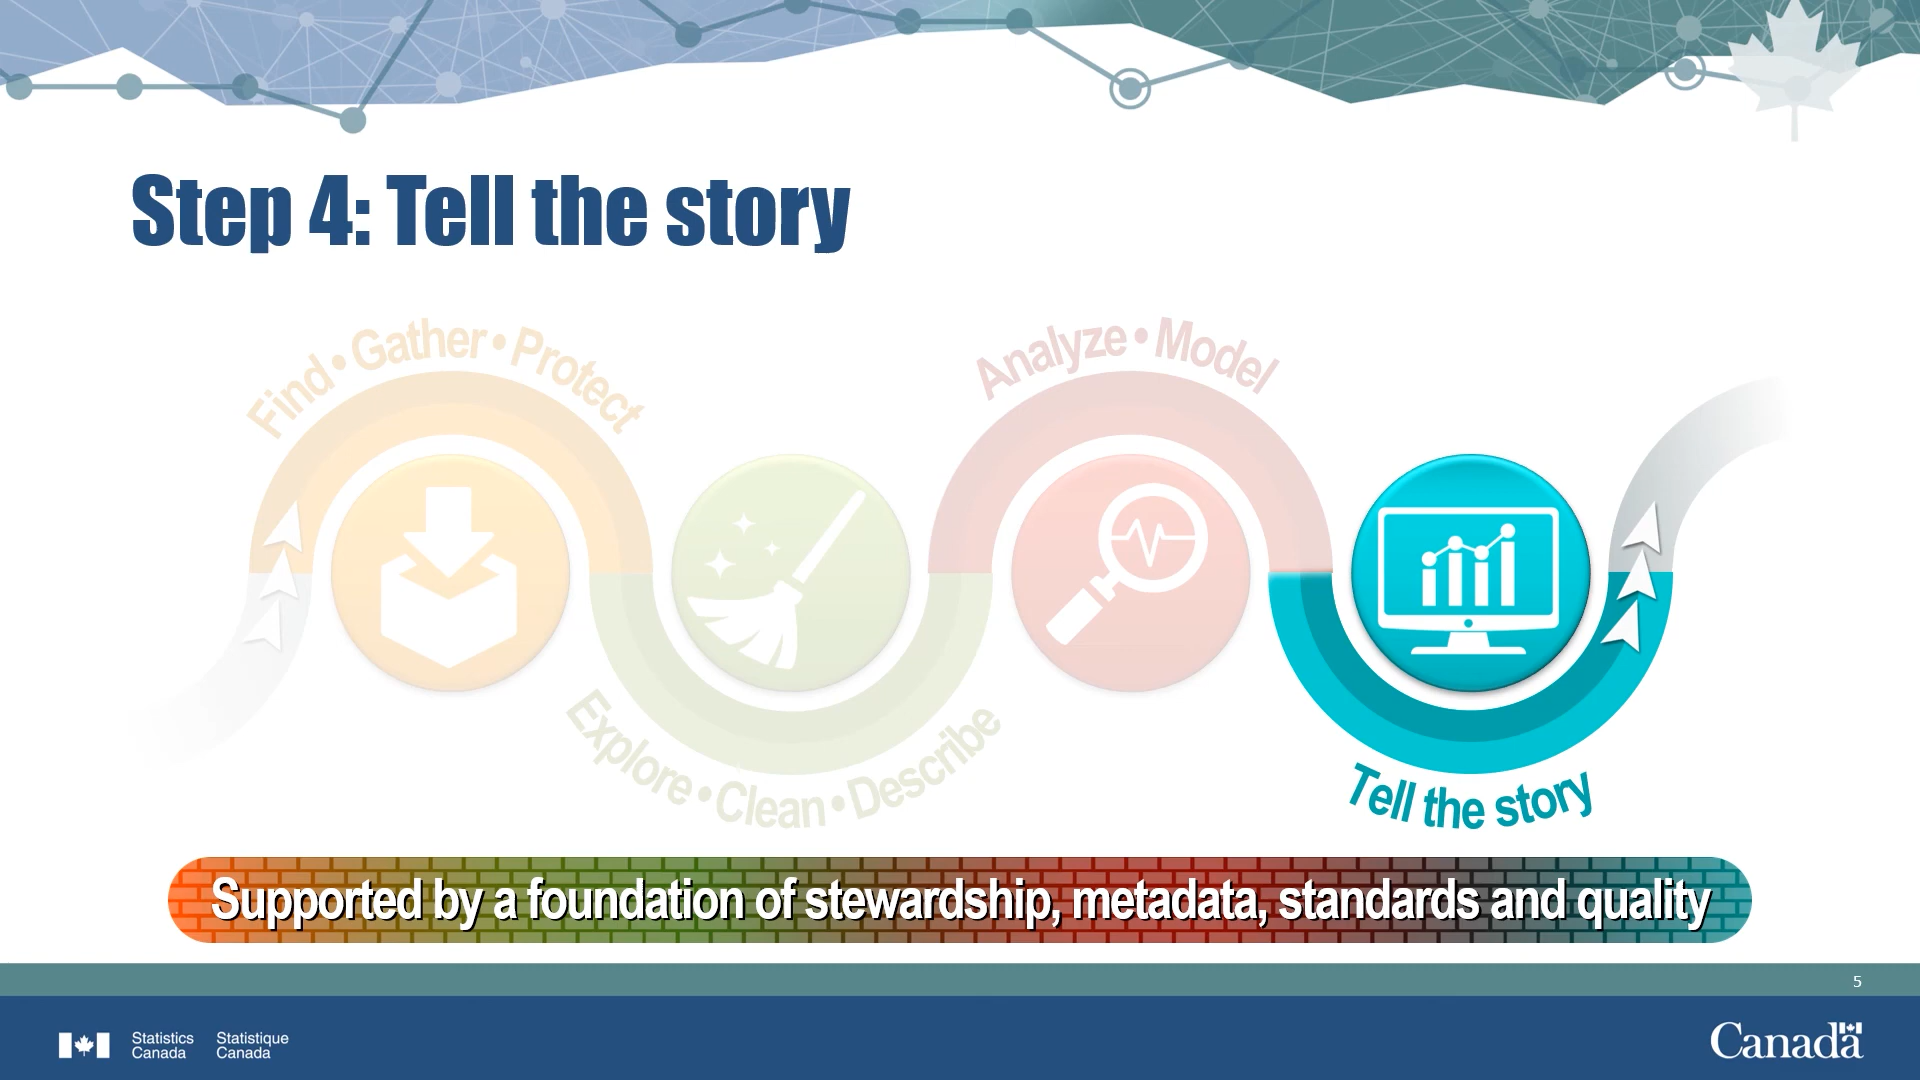 Step 4: Tell the story
Find • Gather • Protect
Analyze • Model
Explore • Clean • Describe
Tell the story
Supported by a foundation of stewardship, metadata, standards and quality
5
Statistics Statistique
Canada Canada
Canada